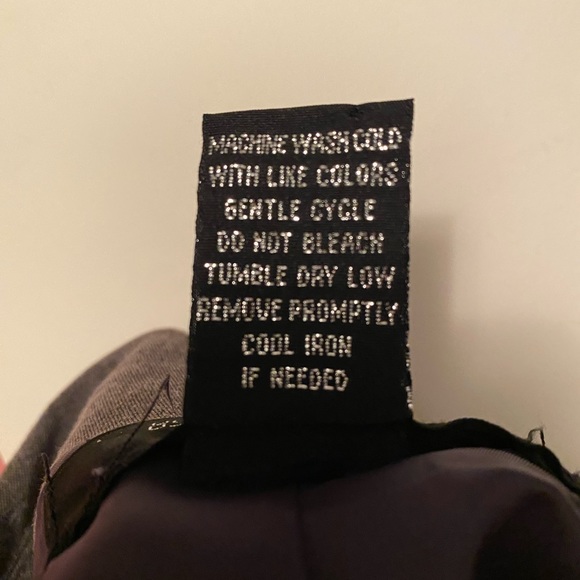 MACHINE WASH COLD
WITH LIKE COLORS
GENTLE CYCLE
DO NOT BLEACH
TUMBLE DRY LOW
REMOVE PROMPTLY
COOL IRON
IF NEEDED